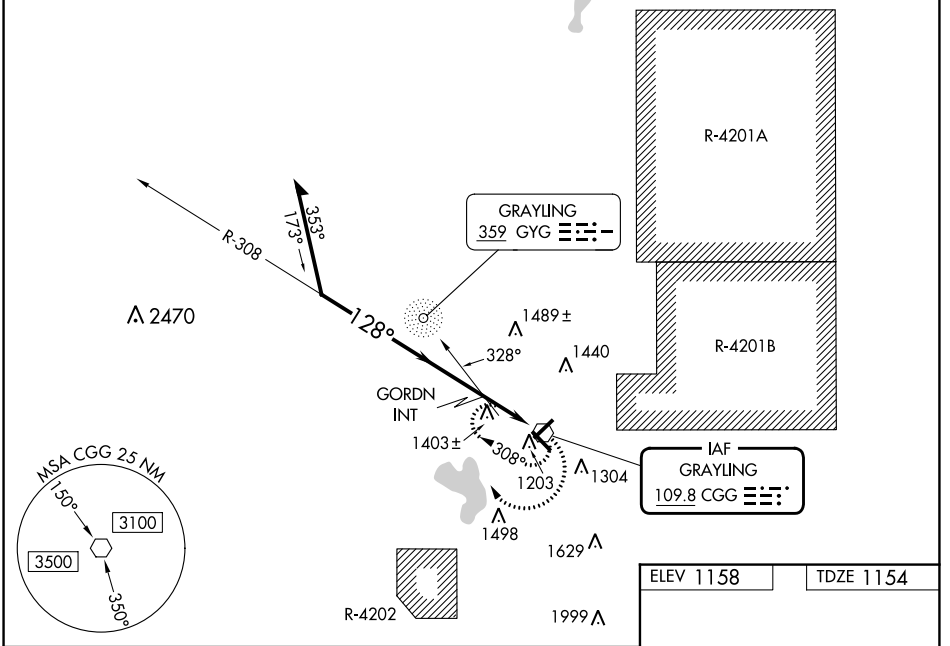 R-4201A
GRAYLING
359 GYG
R-308
353°
173°
2470
128°
1489±
328°
1440
R-4201B
GORDN
INT
1403±
308°
1203
1304
IAF
GRAYLING
109.8 CGG
MSA CGG 25 NM
150°
3100
3500
350°
1498
1629
R-4202
1999
ELEV 1158
TDZE 1154